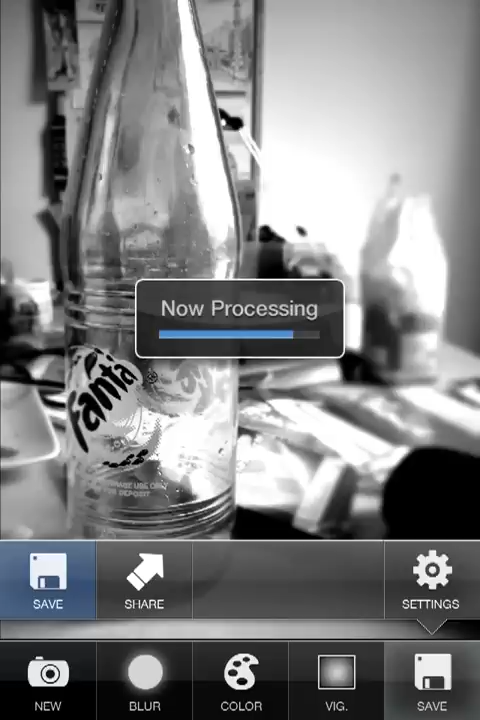 Now Processing
Fanta
SAVE
SHARE
SETTINGS
NEW
BLUR
COLOR
VIG.
SAVE